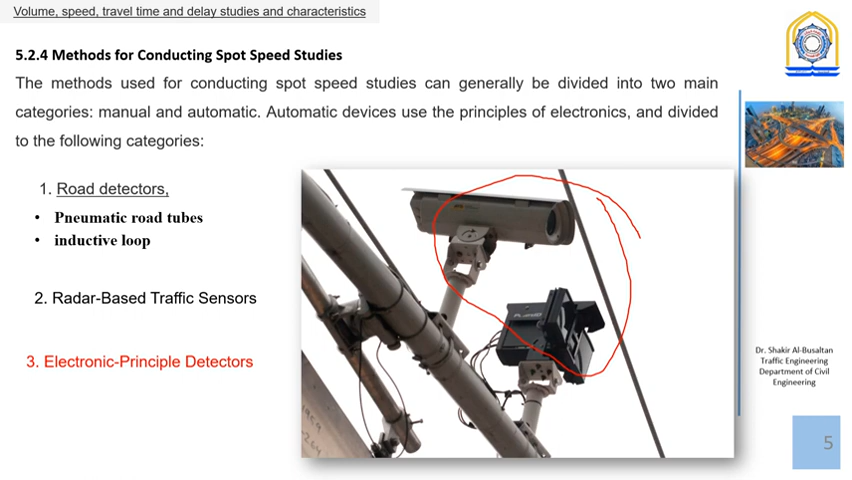 Volume, speed, travel time and delay studies and characteristics
5.2.4 Methods for Conducting Spot Speed Studies
The methods used for conducting spot speed studies can generally be divided into two main
categories: manual and automatic. Automatic devices use the principles of electronics, and divided
to the following categories:
1. Road detectors,
• Pneumatic road tubes
• inductive loop
2. Radar-Based Traffic Sensors
3. Electronic-Principle Detectors
Dr. Shakir Al-Busaltan
Traffic Engineering
Department of Civil
Engineering
5